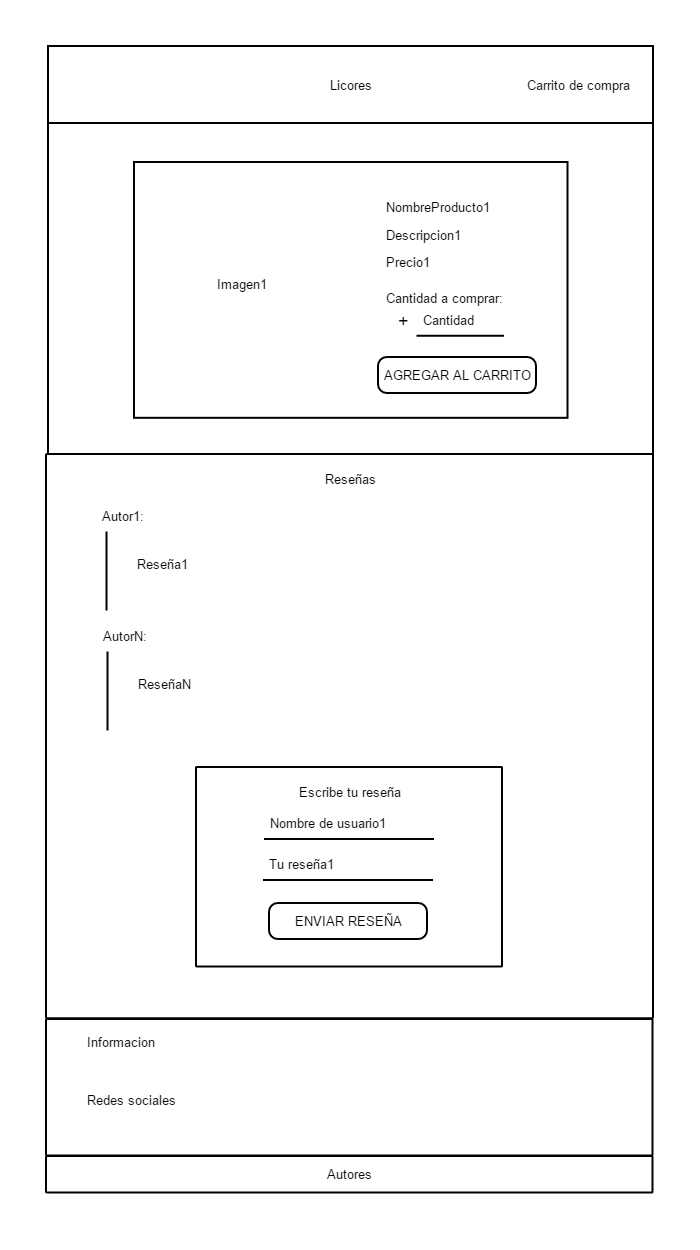 Licores
Carrito de compra
NombreProducto1
Descripcion1
Precio1
Imagen1
Cantidad a comprar:
+ Cantidad
AGREGAR AL CARRITO
Reseñas
Autor1:
Reseña1
AutorN:
ReseñaN
Escribe tu reseña
Nombre de usuario1
Tu reseña1
ENVIAR RESEÑA
Informacion
Redes sociales
Autores